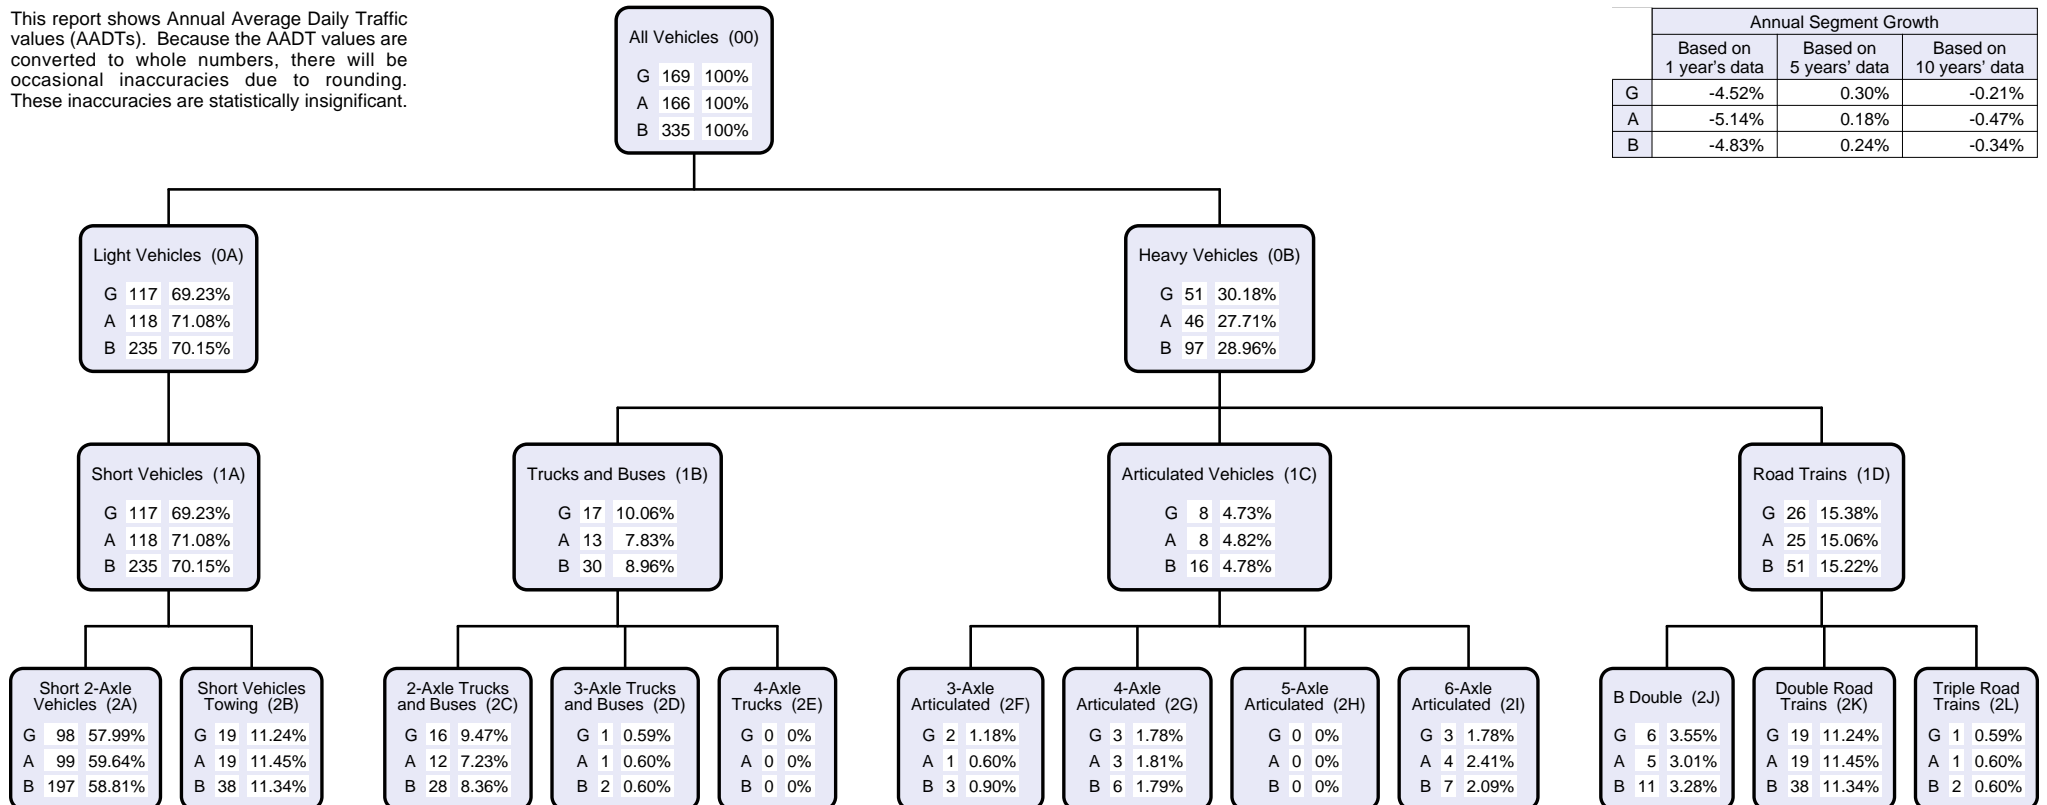 This report shows Annual Average Daily Traffic
values (AADTs). Because the AADT values are
converted to whole numbers, there will be
occasional inaccuracies due to rounding.
These inaccuracies are statistically insignificant.
All Vehicles (00)
G 169 100%
A 166 100%
B 335 100%
Annual Segment Growth
Based on 1 year's data Based on 5 years' data Based on 10 years' data
G -4.52% 0.30% -0.21%
A -5.14% 0.18% -0.47%
B -4.83% 0.24% -0.34%
Light Vehicles (0A)
G 117 69.23%
A 118 71.08%
B 235 70.15%
Heavy Vehicles (0B)
G 51 30.18%
A 46 27.71%
B 97 28.96%
Short Vehicles (1A)
G 117 69.23%
A 118 71.08%
B 235 70.15%
Trucks and Buses (1B)
G 17 10.06%
A 13 7.83%
B 30 8.96%
Articulated Vehicles (1C)
G 8 4.73%
A 8 4.82%
B 16 4.78%
Road Trains (1D)
G 26 15.38%
A 25 15.06%
B 51 15.22%
Short 2-Axle
Vehicles (2A)
G 98 57.99%
A 99 59.64%
B 197 58.81%
Short Vehicles
Towing (2B)
G 19 11.24%
A 19 11.45%
B 38 11.34%
2-Axle Trucks
and Buses (2C)
G 16 9.47%
A 12 7.23%
B 28 8.36%
3-Axle Trucks
and Buses (2D)
G 1 0.59%
A 1 0.60%
B 2 0.60%
4-Axle
Trucks (2E)
G 0 0%
A 0 0%
B 0 0%
3-Axle
Articulated (2F)
G 2 1.18%
A 1 0.60%
B 3 0.90%
4-Axle
Articulated (2G)
G 3 1.78%
A 3 1.81%
B 6 1.79%
5-Axle
Articulated (2H)
G 0 0%
A 0 0%
B 0 0%
6-Axle
Articulated (2I)
G 3 1.78%
A 4 2.41%
B 7 2.09%
B Double (2J)
G 6 3.55%
A 5 3.01%
B 11 3.28%
Double Road
Trains (2K)
G 19 11.24%
A 19 11.45%
B 38 11.34%
Triple Road
Trains (2L)
G 1 0.59%
A 1 0.60%
B 2 0.60%